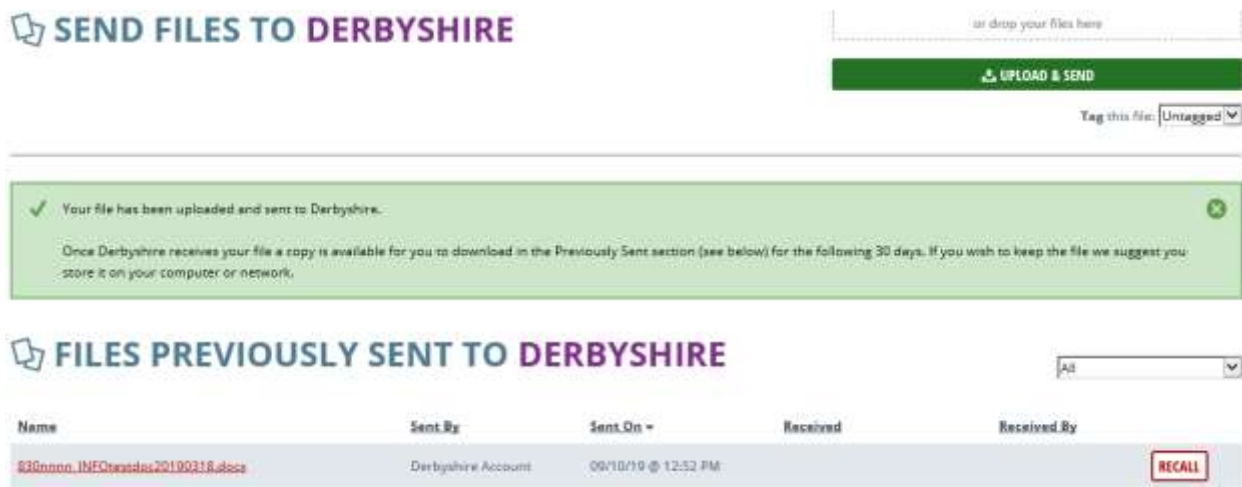 SEND FILES TO DERBYSHIRE
or drop your files here
UPLOAD & SEND
Tag this file: Untagged
Your file has been uploaded and sent to Derbyshire.
Once Derbyshire receives your file a copy is available for you to download in the Previously Sent section (see below) for the following 30 days. If you wish to keep the file we suggest you
store it on your computer or network.
FILES PREVIOUSLY SENT TO DERBYSHIRE
All
Name Sent By Sent On Received Received By
830nnnn_INFOtestdoc20190318.docx Derbyshire Account 09/10/19 @ 12:52 PM RECALL